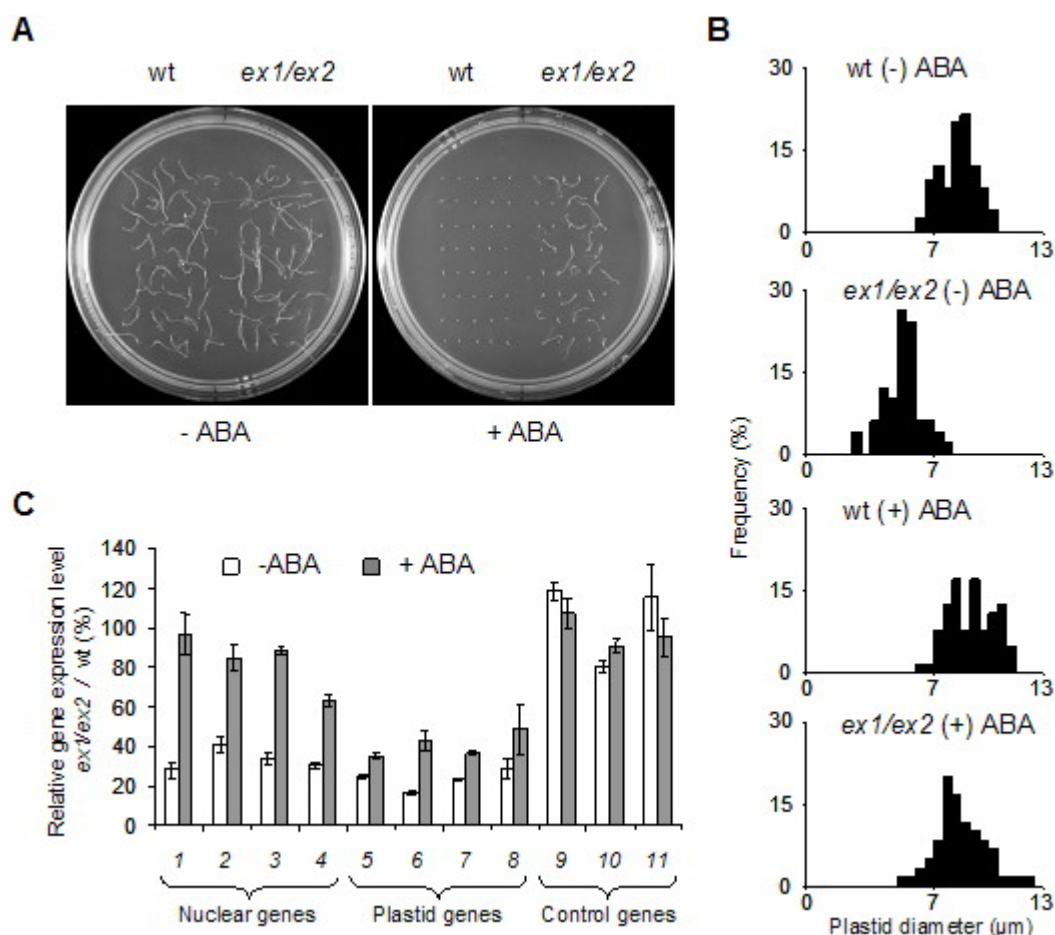 A
wt ex1/ex2 wt ex1/ex2
- ABA + ABA
B
wt (-) ABA
30
15
0
0 7 13
ex1/ex2 (-) ABA
30
15
0
0 7 13
wt (+) ABA
30
15
0
0 7 13
ex1/ex2 (+) ABA
30
15
0
0 7 13
Frequency (%)
Plastid diameter (μm)
C
Relative gene expression level
ex1/ex2 / wt (%)
-ABA + ABA
140
120
100
80
60
40
20
0
1 2 3 4 5 6 7 8 9 10 11
Nuclear genes Plastid genes Control genes